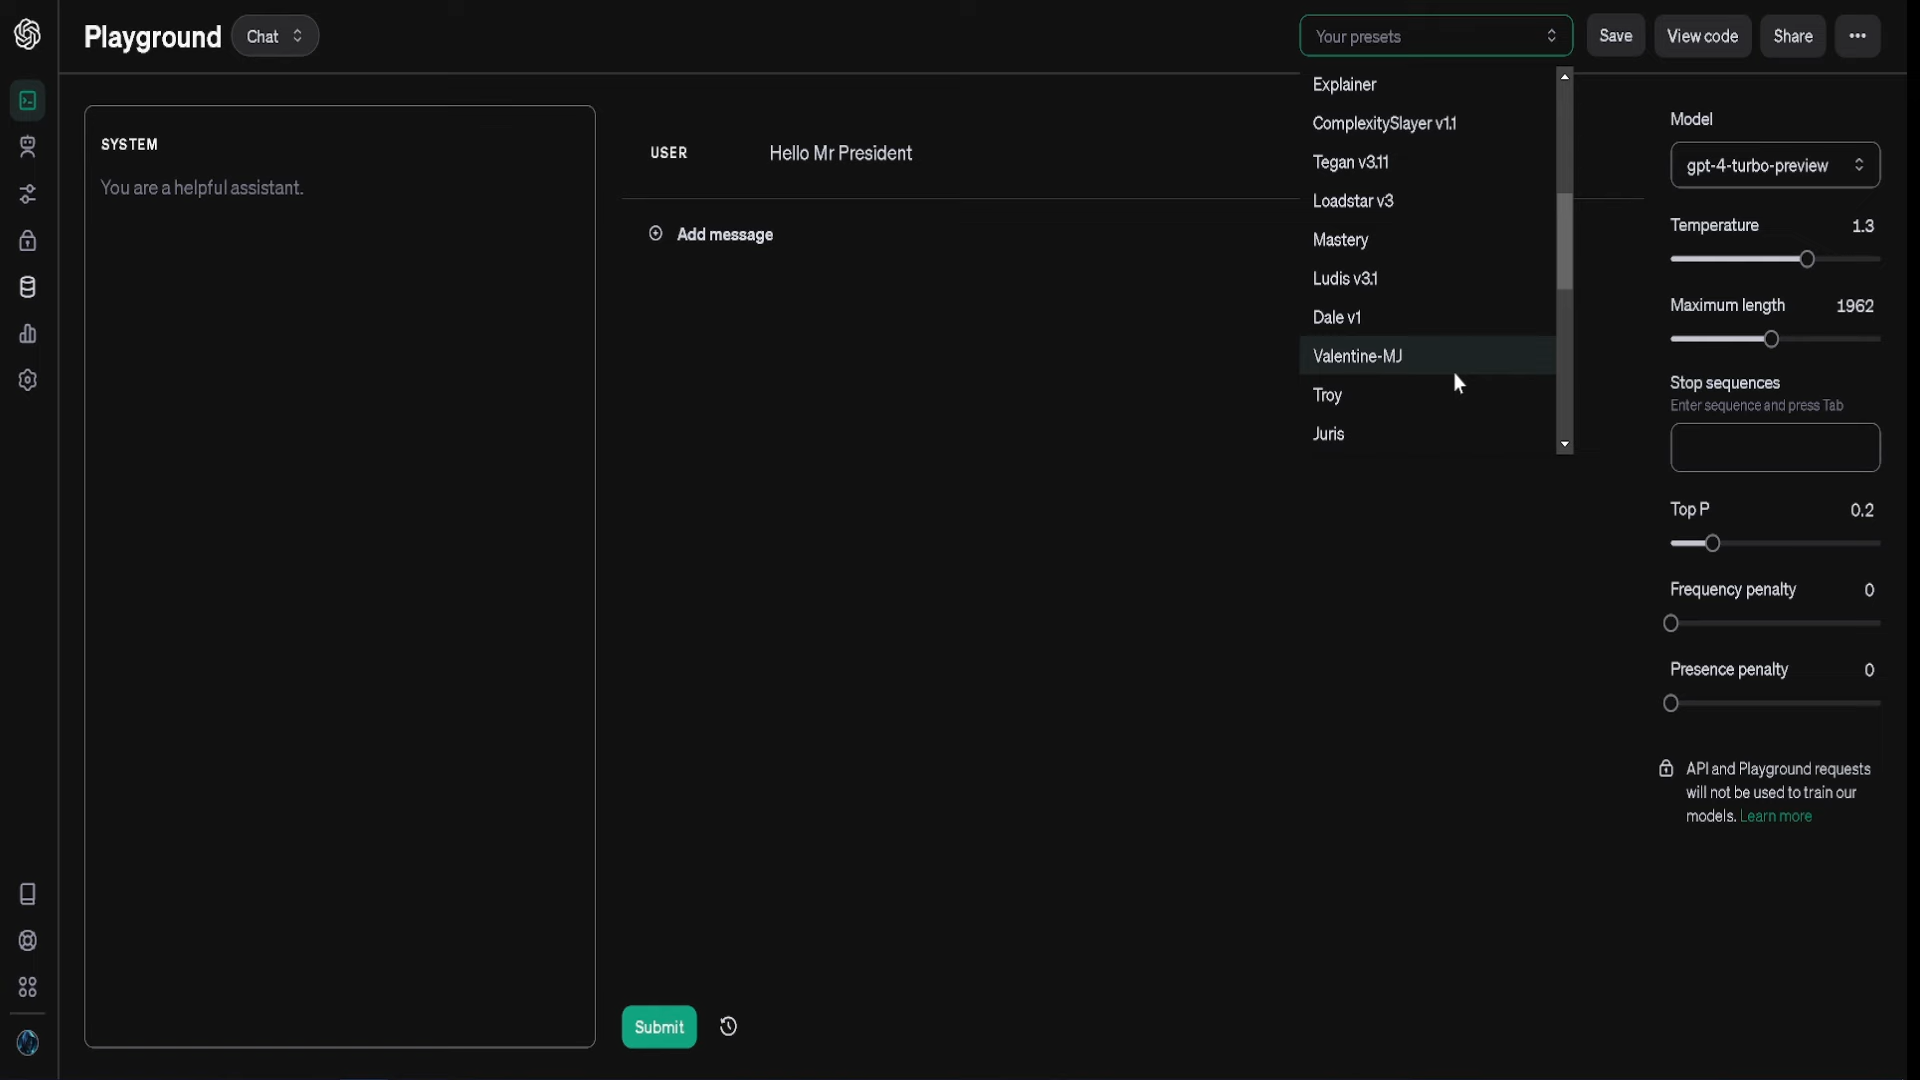 Playground
Chat
Your presets
Save
View code
Share
Explainer
ComplexitySlayer v1.1
Tegan v3.11
Loadstar v3
Mastery
Ludis v3.1
Dale v1
Valentine-MJ
Troy
Juris
SYSTEM
You are a helpful assistant.
USER
Hello Mr President
Add message
Submit
Model
gpt-4-turbo-preview
Temperature
1.3
Maximum length
1962
Stop sequences
Enter sequence and press Tab
Top P
0.2
Frequency penalty
0
Presence penalty
0
API and Playground requests
will not be used to train our
models. Learn more